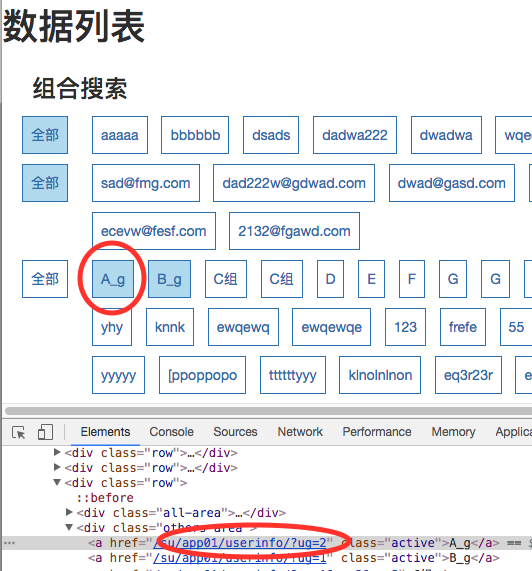 数据列表
组合搜索
全部 aaaaa bbbbbb dsads dadwa222 dwadwa
全部 sad@fmg.com dad222w@gdwad.com dwad@gasd.com
ecevw@fesf.com 2132@fgawd.com
全部 A_g B_g C组 C组 D E F G G
yhy knnk ewqewq ewqewqe 123 frefe 55
yyyyy [ppoppopo ttttttyyy klnolnlnon eq3r23r
Elements Console Sources Network Performance Memory Applica
<div class="row">…</div>
<div class="row">…</div>
<div class="row">
::before
<div class="all-area">…</div>
<div class="others-area">
<a href="/su/app01/userinfo/?ug=2" class="active">A_g</a> ==
<a href="/su/app01/userinfo/?ug=1" class="active">B_g</a>